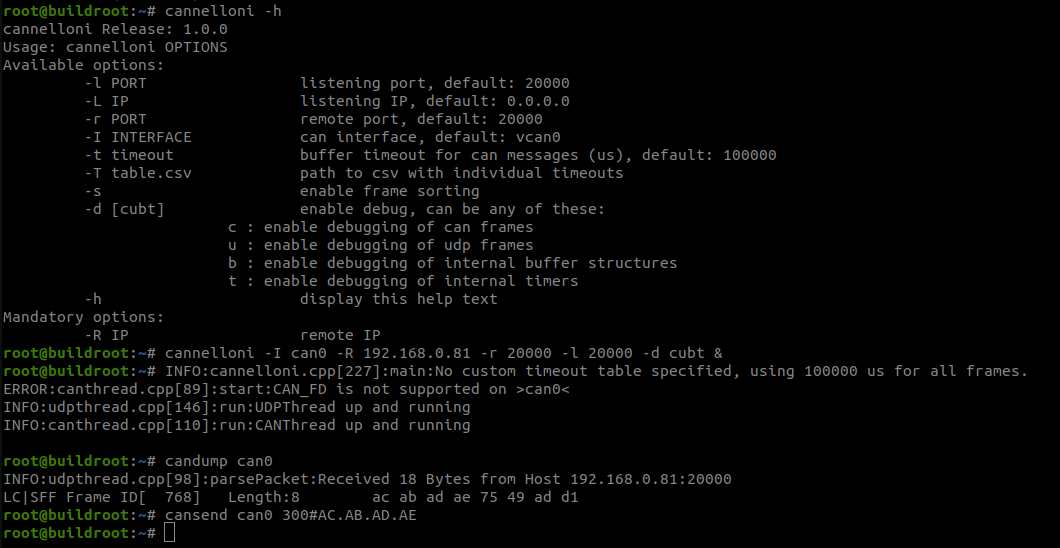 root@buildroot:~# cannelloni -h
cannelloni Release: 1.0.0
Usage: cannelloni OPTIONS
Available options:
         -l PORT                 listening port, default: 20000
         -L IP                   listening IP, default: 0.0.0.0
         -r PORT                 remote port, default: 20000
         -I INTERFACE            can interface, default: vcan0
         -t timeout              buffer timeout for can messages (us), default: 100000
         -T table.csv            path to csv with individual timeouts
         -s                      enable frame sorting
         -d [cubt]               enable debug, can be any of these:
                         c : enable debugging of can frames
                         u : enable debugging of udp frames
                         b : enable debugging of internal buffer structures
                         t : enable debugging of internal timers
         -h                      display this help text
Mandatory options:
         -R IP                   remote IP
root@buildroot:~# cannelloni -I can0 -R 192.168.0.81 -r 20000 -l 20000 -d cubt &
root@buildroot:~# INFO:cannelloni.cpp[227]:main:No custom timeout table specified, using 100000 us for all frames.
ERROR:canthread.cpp[89]:start:CAN_FD is not supported on >can0<
INFO:udpthread.cpp[146]:run:UDPThread up and running
INFO:canthread.cpp[110]:run:CANThread up and running

root@buildroot:~# candump can0
INFO:udpthread.cpp[98]:parsePacket:Received 18 Bytes from Host 192.168.0.81:20000
LC|SFF Frame ID[  768]   Length:8        ac ab ad ae 75 49 ad d1
root@buildroot:~# cansend can0 300#AC.AB.AD.AE
root@buildroot:~#